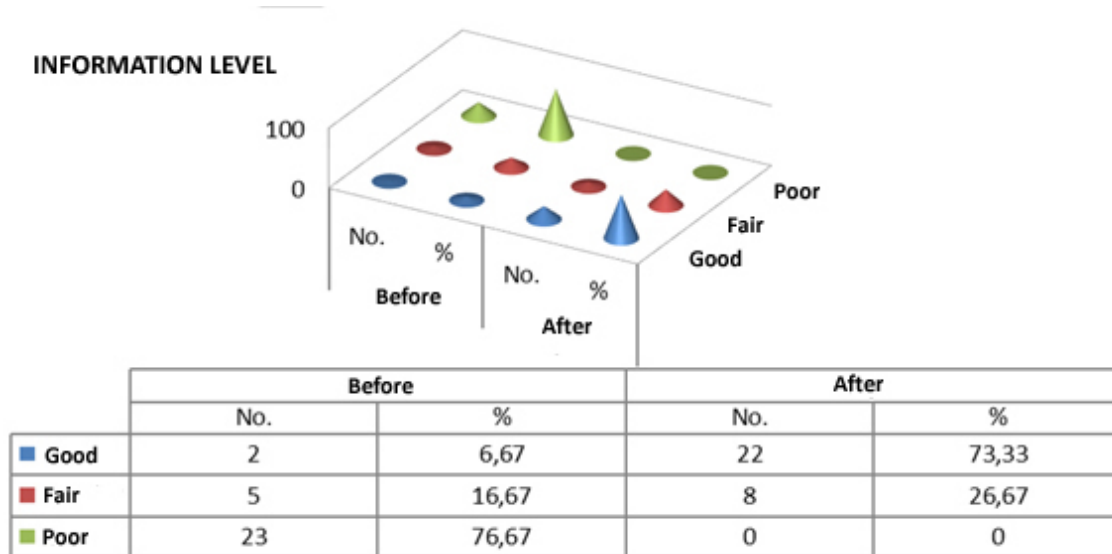 INFORMATION LEVEL
100
0
Poor
Fair
Good
No.
%
No.
%
Before
After
Before After
No. % No. %
Good 2 6,67 22 73,33
Fair 5 16,67 8 26,67
Poor 23 76,67 0 0